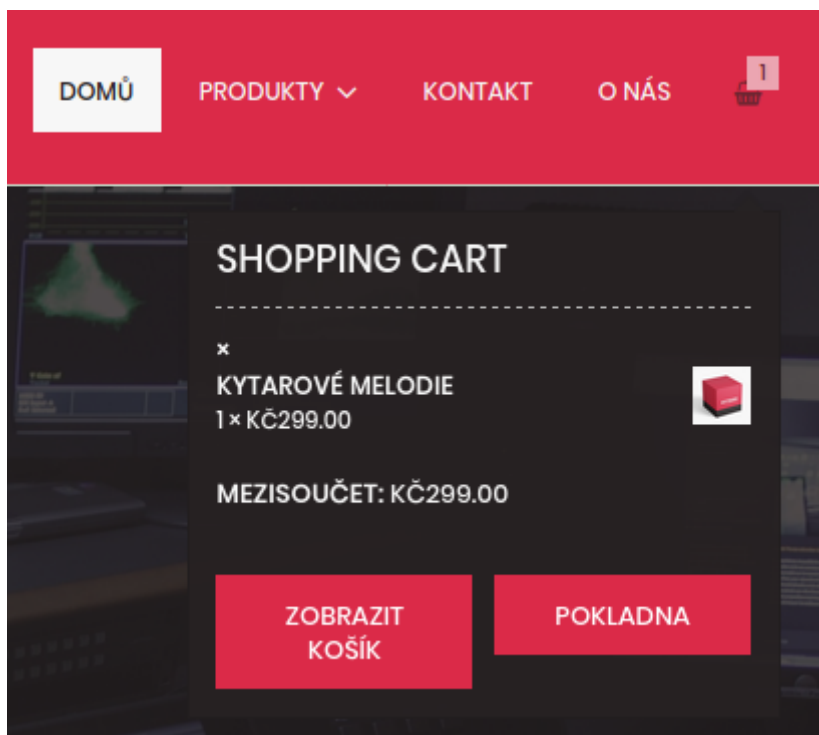 DOMŮ PRODUKTY KONTAKT O NÁS 1
SHOPPING CART
×
KYTAROVÉ MELODIE
1 × KČ299.00
MEZISOUČET: KČ299.00
ZOBRAZIT
KOŠÍK
POKLADNA